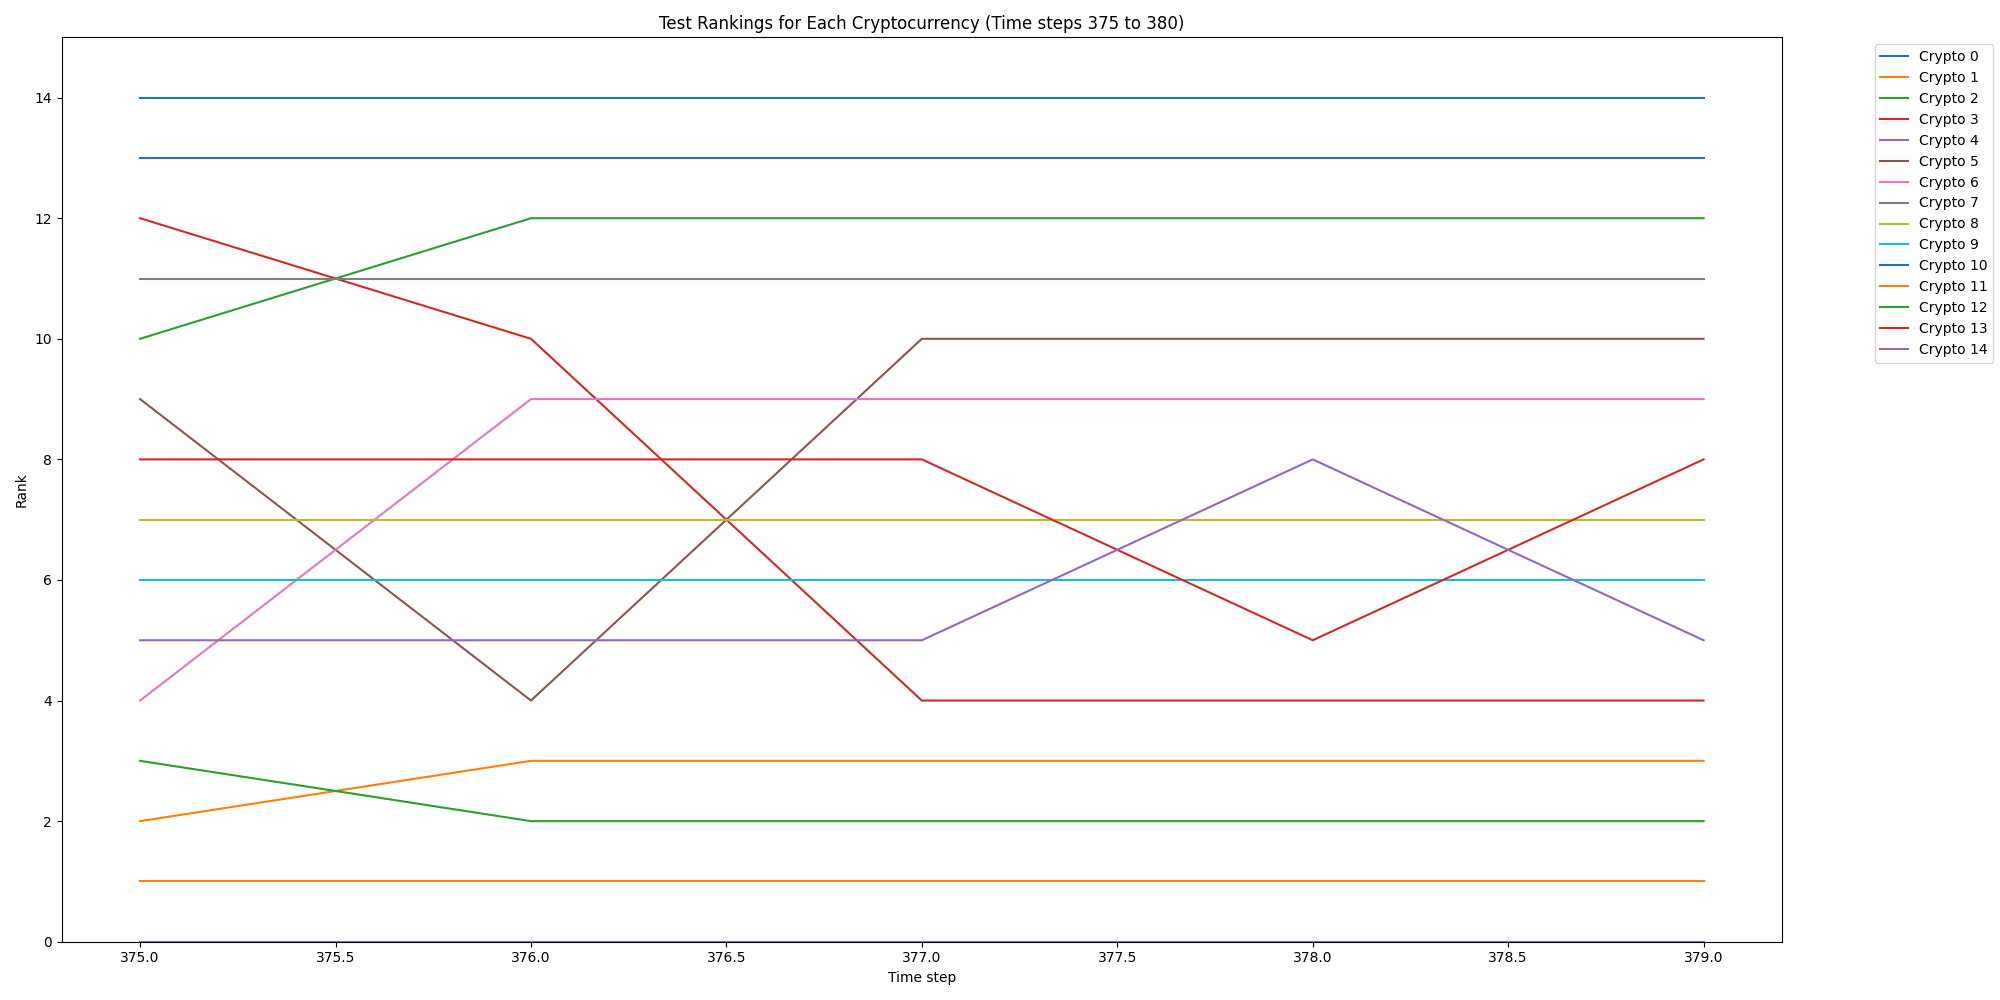 Test Rankings for Each Cryptocurrency (Time steps 375 to 380)
14
12
10
8
6
4
2
0
Rank
375.0 375.5 376.0 376.5 377.0 377.5 378.0 378.5 379.0
Time step
Crypto 0
Crypto 1
Crypto 2
Crypto 3
Crypto 4
Crypto 5
Crypto 6
Crypto 7
Crypto 8
Crypto 9
Crypto 10
Crypto 11
Crypto 12
Crypto 13
Crypto 14